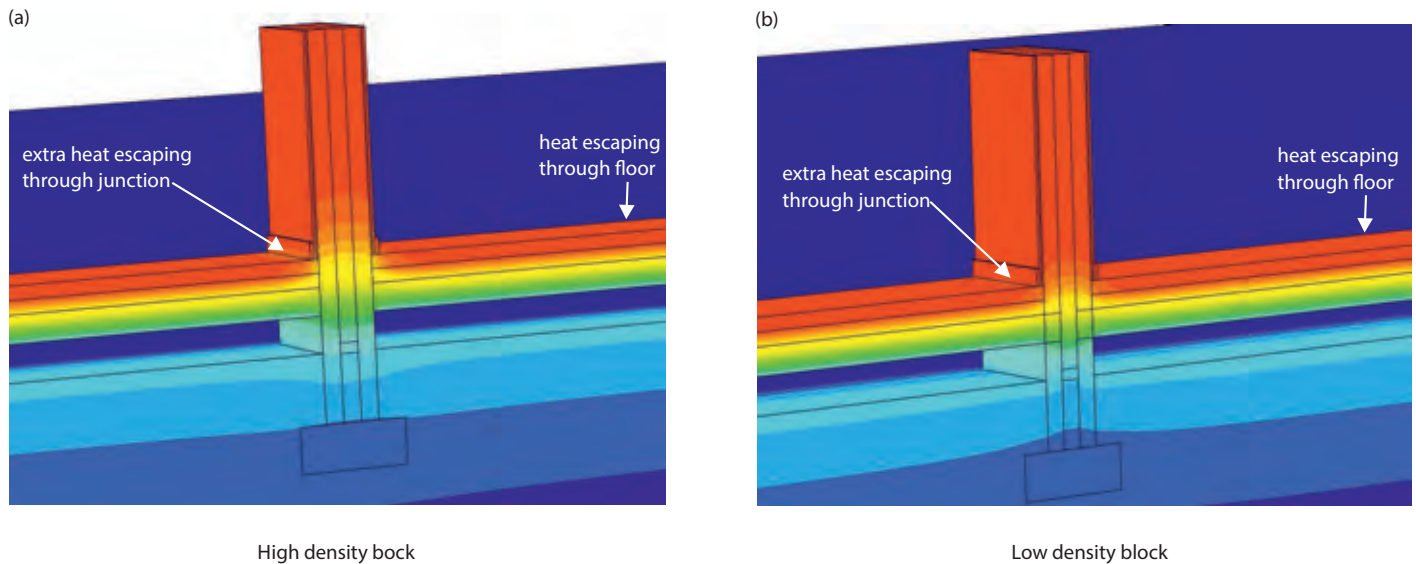 (a)
extra heat escaping
through junction
heat escaping
through floor
High density bock
(b)
extra heat escaping
through junction
heat escaping
through floor
Low density block